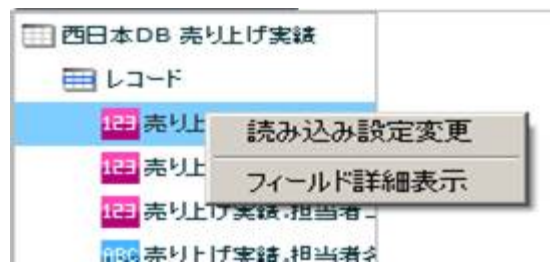 西日本DB 売り上げ実績
レコード
123 売り上
読み込み設定変更
123 売り上
フィールド詳細表示
123 売り上げ実績.担当者
ABC 売り上げ実績.担当者名